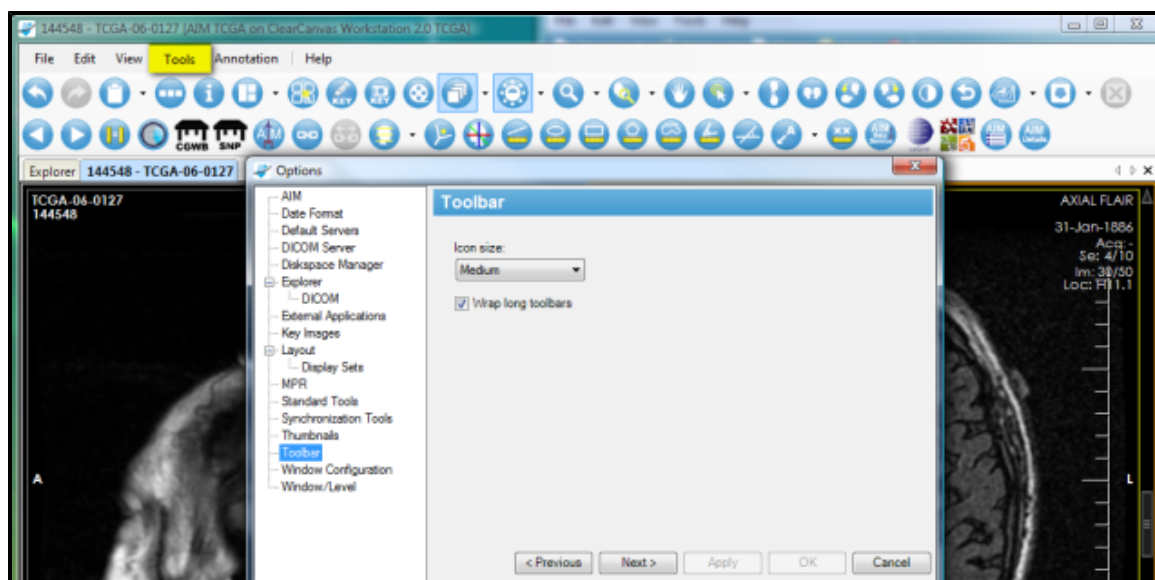 144548 - TCGA-06-0127 [AIM TCGA on ClearCanvas Workstation 2.0 TCGA]
File Edit View Tools Annotation Help
KEY
CGWB SNP AIM
Explorer 144548 - TCGA-06-0127
Options
TCGA-06-0127
144548
AIM
Date Format
Default Servers
DICOM Server
Diskspace Manager
Explorer
DICOM
External Applications
Key Images
Layout
Display Sets
MPR
Standard Tools
Synchronization Tools
Thumbnails
Toolbar
Window Configuration
Window/Level
Toolbar
Icon size:
Medium
Wrap long toolbars
< Previous Next > Apply OK Cancel
AXIAL FLAIR
31-Jan-1886
Acq: -
Se: 4/10
Im: 30/50
Loc: FH1.1
A
L